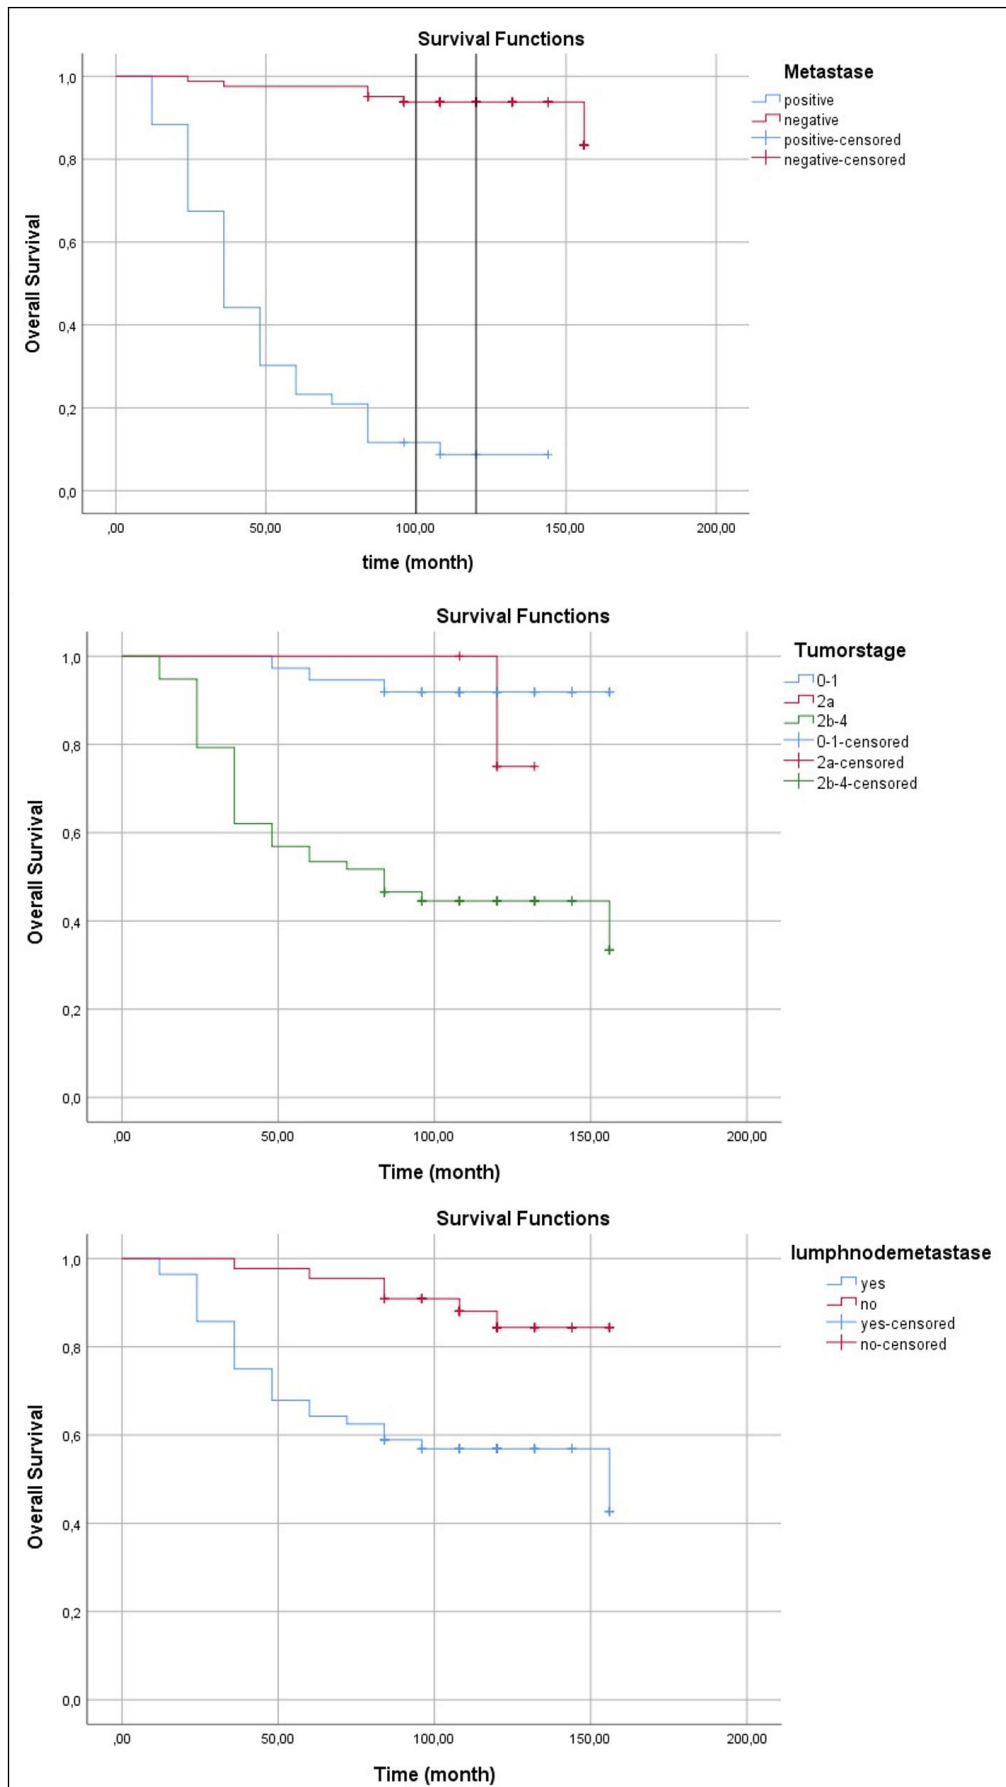 Survival Functions
Metastase
positive
negative
positive-censored
negative-censored
Overall Survival
1,0
0,8
0,6
0,4
0,2
0,0
,00 50,00 100,00 150,00 200,00
time (month)
Survival Functions
Tumorstage
0-1
2a
2b-4
0-1-censored
2a-censored
2b-4-censored
Overall Survival
1,0
0,8
0,6
0,4
0,2
0,0
,00 50,00 100,00 150,00 200,00
Time (month)
Survival Functions
lumphnodemetastase
yes
no
yes-censored
no-censored
Overall Survival
1,0
0,8
0,6
0,4
0,2
0,0
,00 50,00 100,00 150,00 200,00
Time (month)